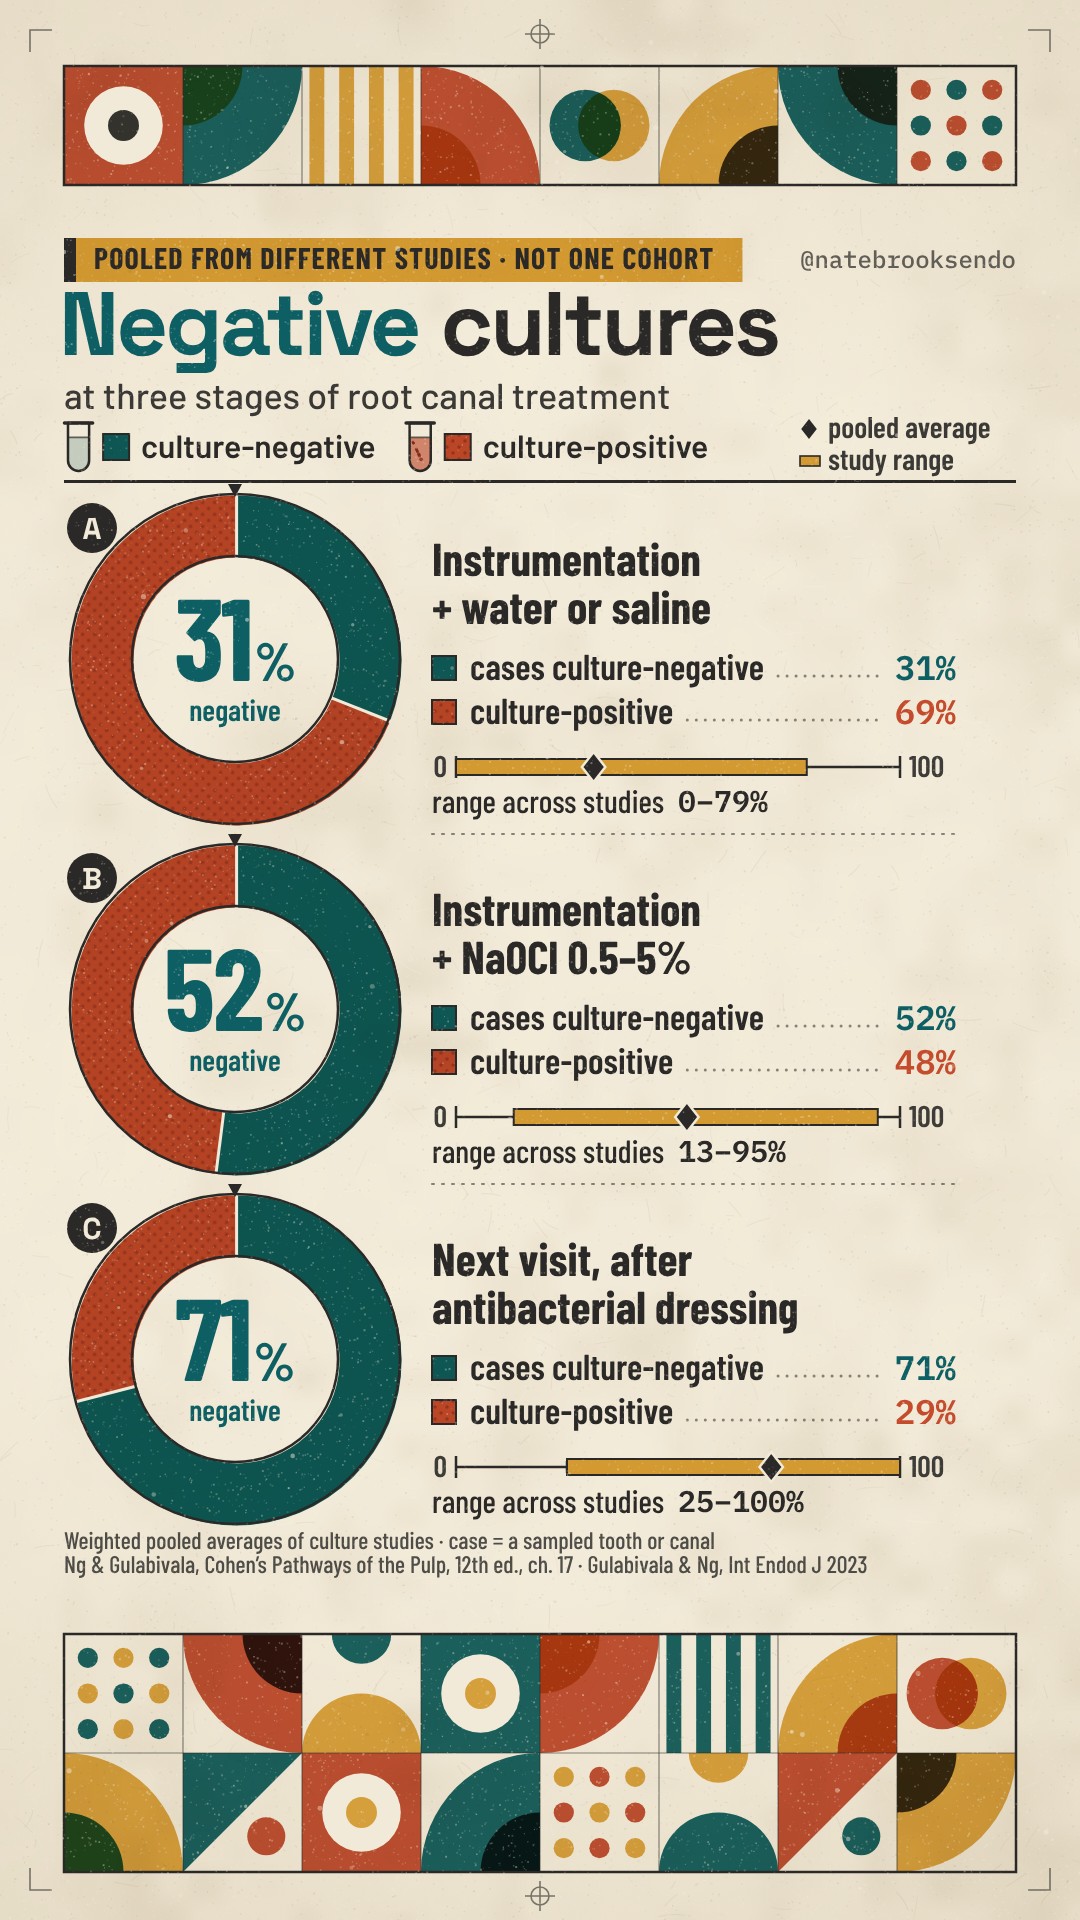 POOLED FROM DIFFERENT STUDIES · NOT ONE COHORT
@natebrooksendo
Negative cultures
at three stages of root canal treatment
culture-negative
culture-positive
pooled average
study range
A
31%
negative
Instrumentation
+ water or saline
cases culture-negative 31%
culture-positive 69%
0 100
range across studies 0–79%
B
52%
negative
Instrumentation
+ NaOCl 0.5–5%
cases culture-negative 52%
culture-positive 48%
0 100
range across studies 13–95%
C
71%
negative
Next visit, after
antibacterial dressing
cases culture-negative 71%
culture-positive 29%
0 100
range across studies 25–100%
Weighted pooled averages of culture studies · case = a sampled tooth or canal
Ng & Gulabivala, Cohen's Pathways of the Pulp, 12th ed., ch. 17 · Gulabivala & Ng, Int Endod J 2023